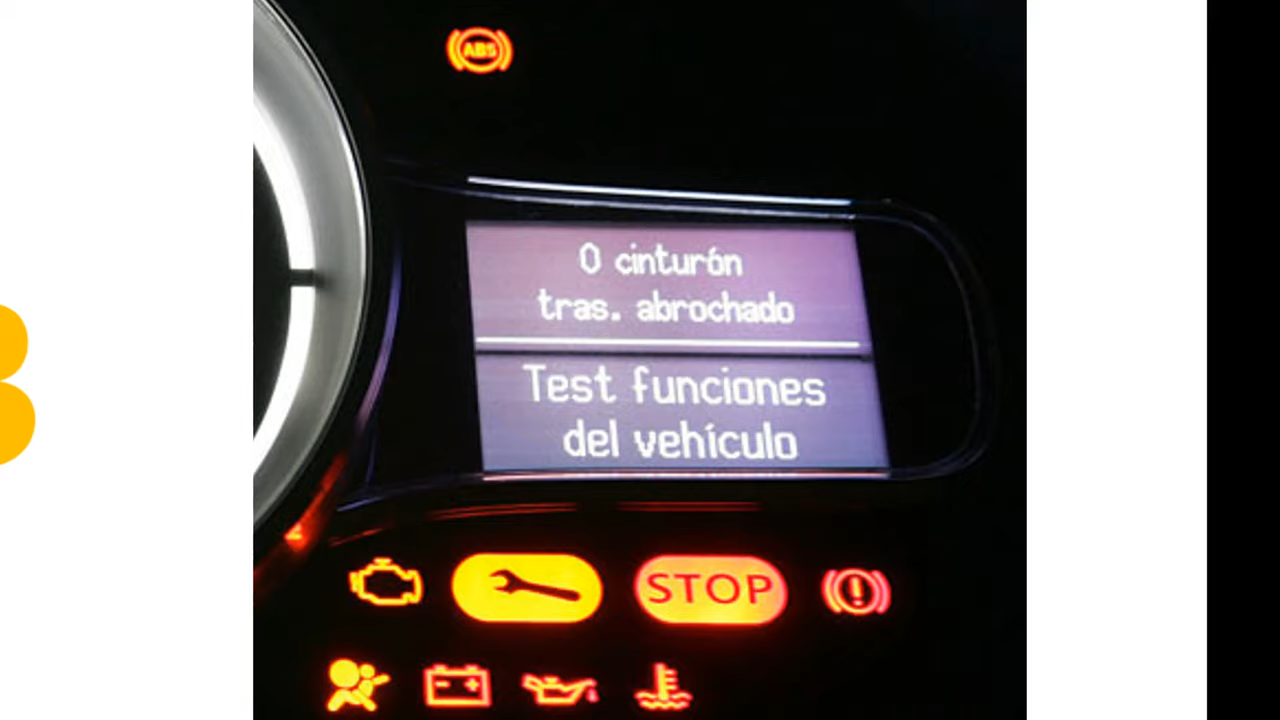 ABS
0 cinturón
tras. abrochado
Test funciones
del vehículo
STOP